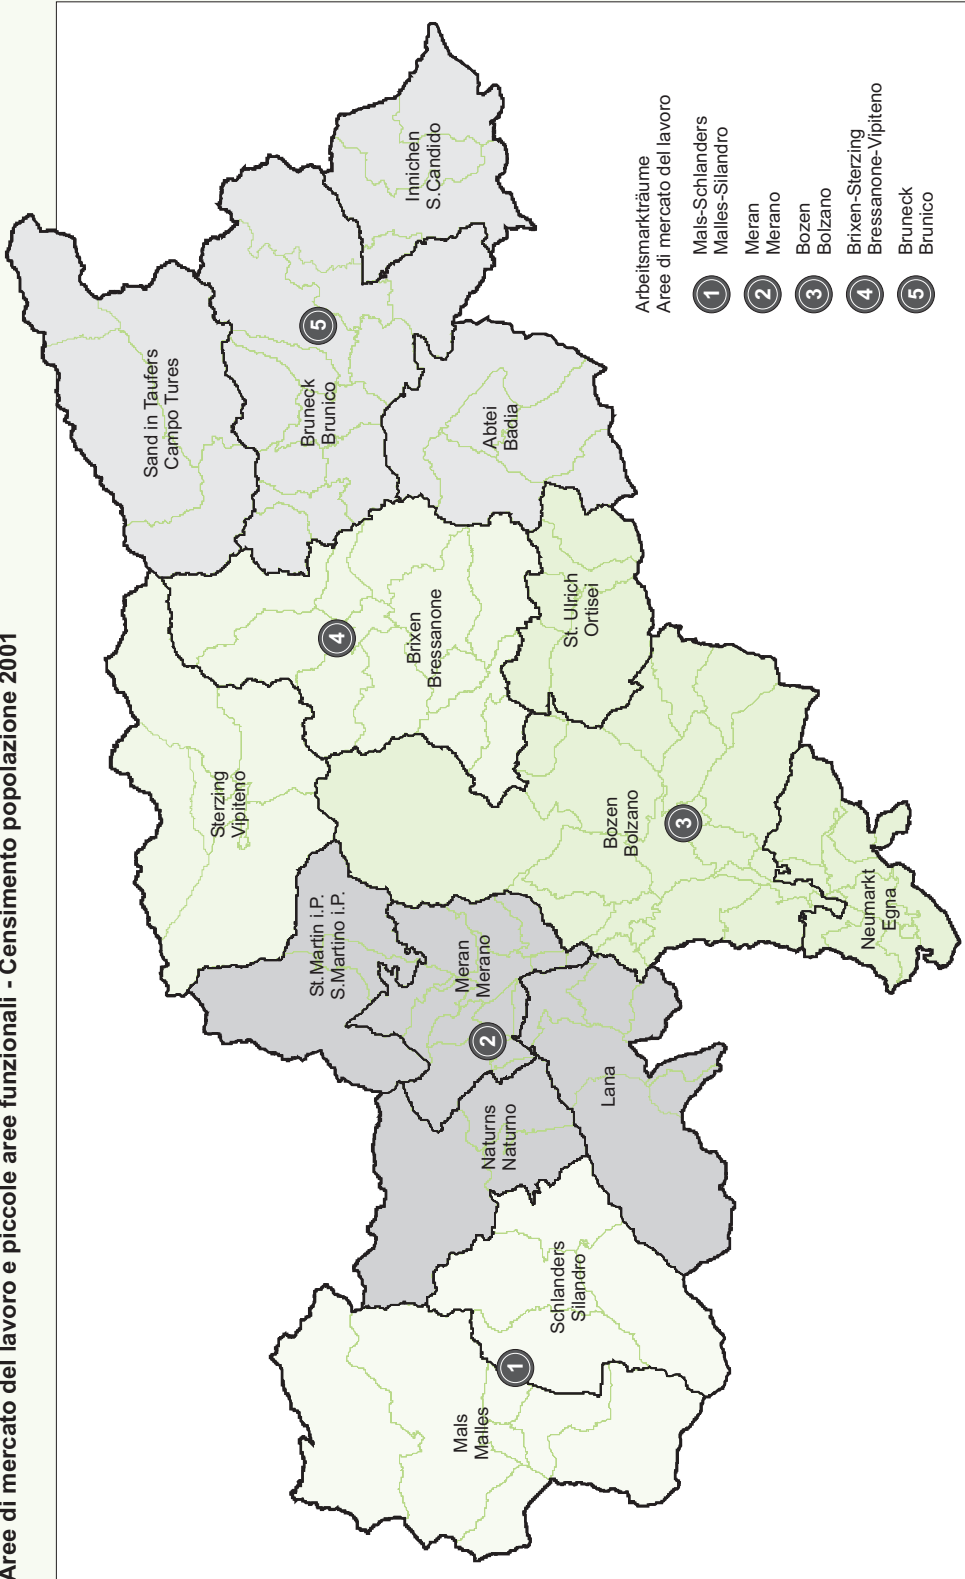 Aree di mercato del lavoro e piccole aree funzionali - Censimento popolazione 2001
Sand in Taufers
Campo Tures
Innichen
S.Candido
5
Bruneck
Brunico
Abtei
Badia
Sterzing
Vipiteno
4
Brixen
Bressanone
St. Ulrich
Ortisei
St.Martin i.P.
S.Martino i.P.
Meran
Merano
2
Bozen
Bolzano
3
Neumarkt
Egna
Naturns
Naturno
Lana
Schlanders
Silandro
1
Mals
Malles
Arbeitsmarkträume
Aree di mercato del lavoro
1 Mals-Schlanders
Malles-Silandro
2 Meran
Merano
3 Bozen
Bolzano
4 Brixen-Sterzing
Bressanone-Vipiteno
5 Bruneck
Brunico